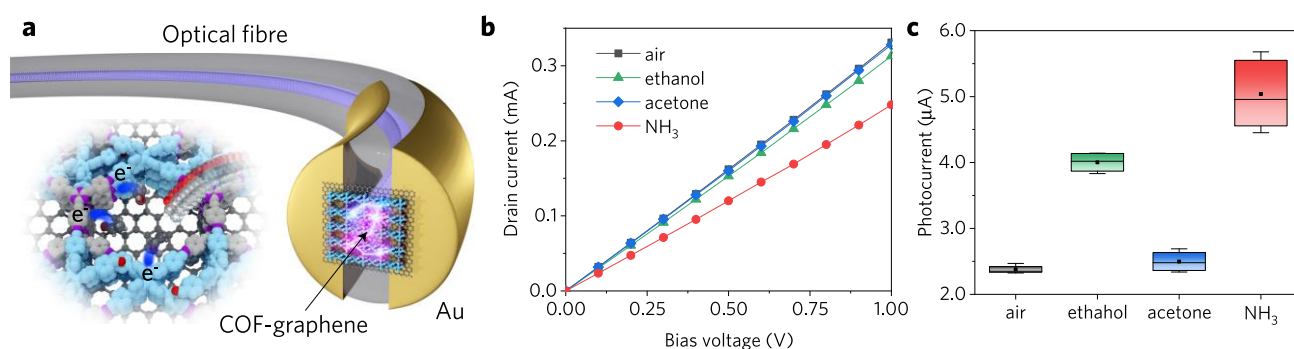 a
Optical fibre
e-
e-
e-
COF-graphene
Au
b
air
ethanol
acetone
NH3
Drain current (mA)
0.3
0.2
0.1
0.0
0.00
0.25
0.50
0.75
1.00
Bias voltage (V)
c
Photocurrent (μA)
6.0
5.0
4.0
2.5
2.0
air
ethahol
acetone
NH3